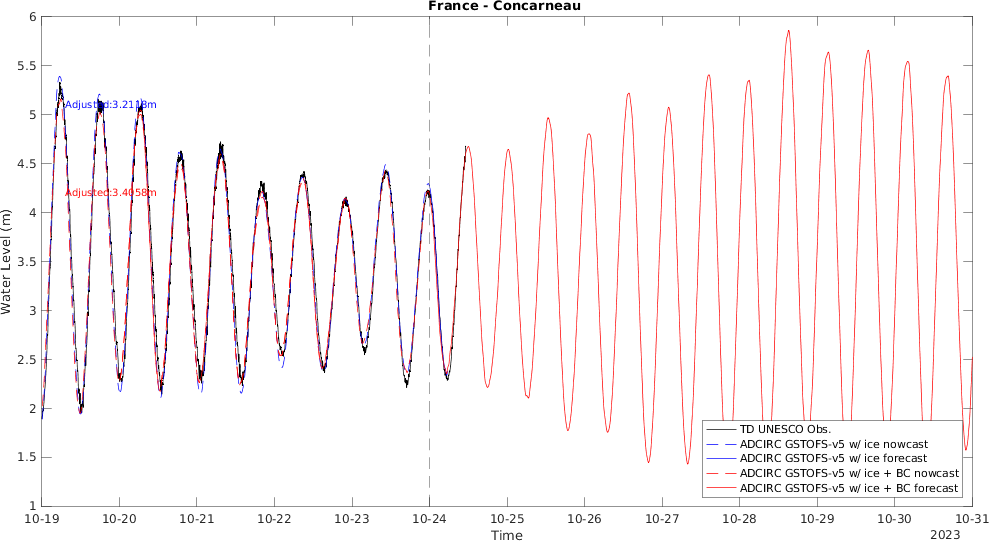 France - Concarneau
Water Level (m)
6
5.5
5
4.5
4
3.5
3
2.5
2
1.5
1
Adjusted:3.2118m
Adjusted:3.4058m
TD UNESCO Obs.
ADCIRC GSTOFS-v5 w/ ice nowcast
ADCIRC GSTOFS-v5 w/ ice forecast
ADCIRC GSTOFS-v5 w/ ice + BC nowcast
ADCIRC GSTOFS-v5 w/ ice + BC forecast
10-19 10-20 10-21 10-22 10-23 10-24 10-25 10-26 10-27 10-28 10-29 10-30 10-31
Time
2023